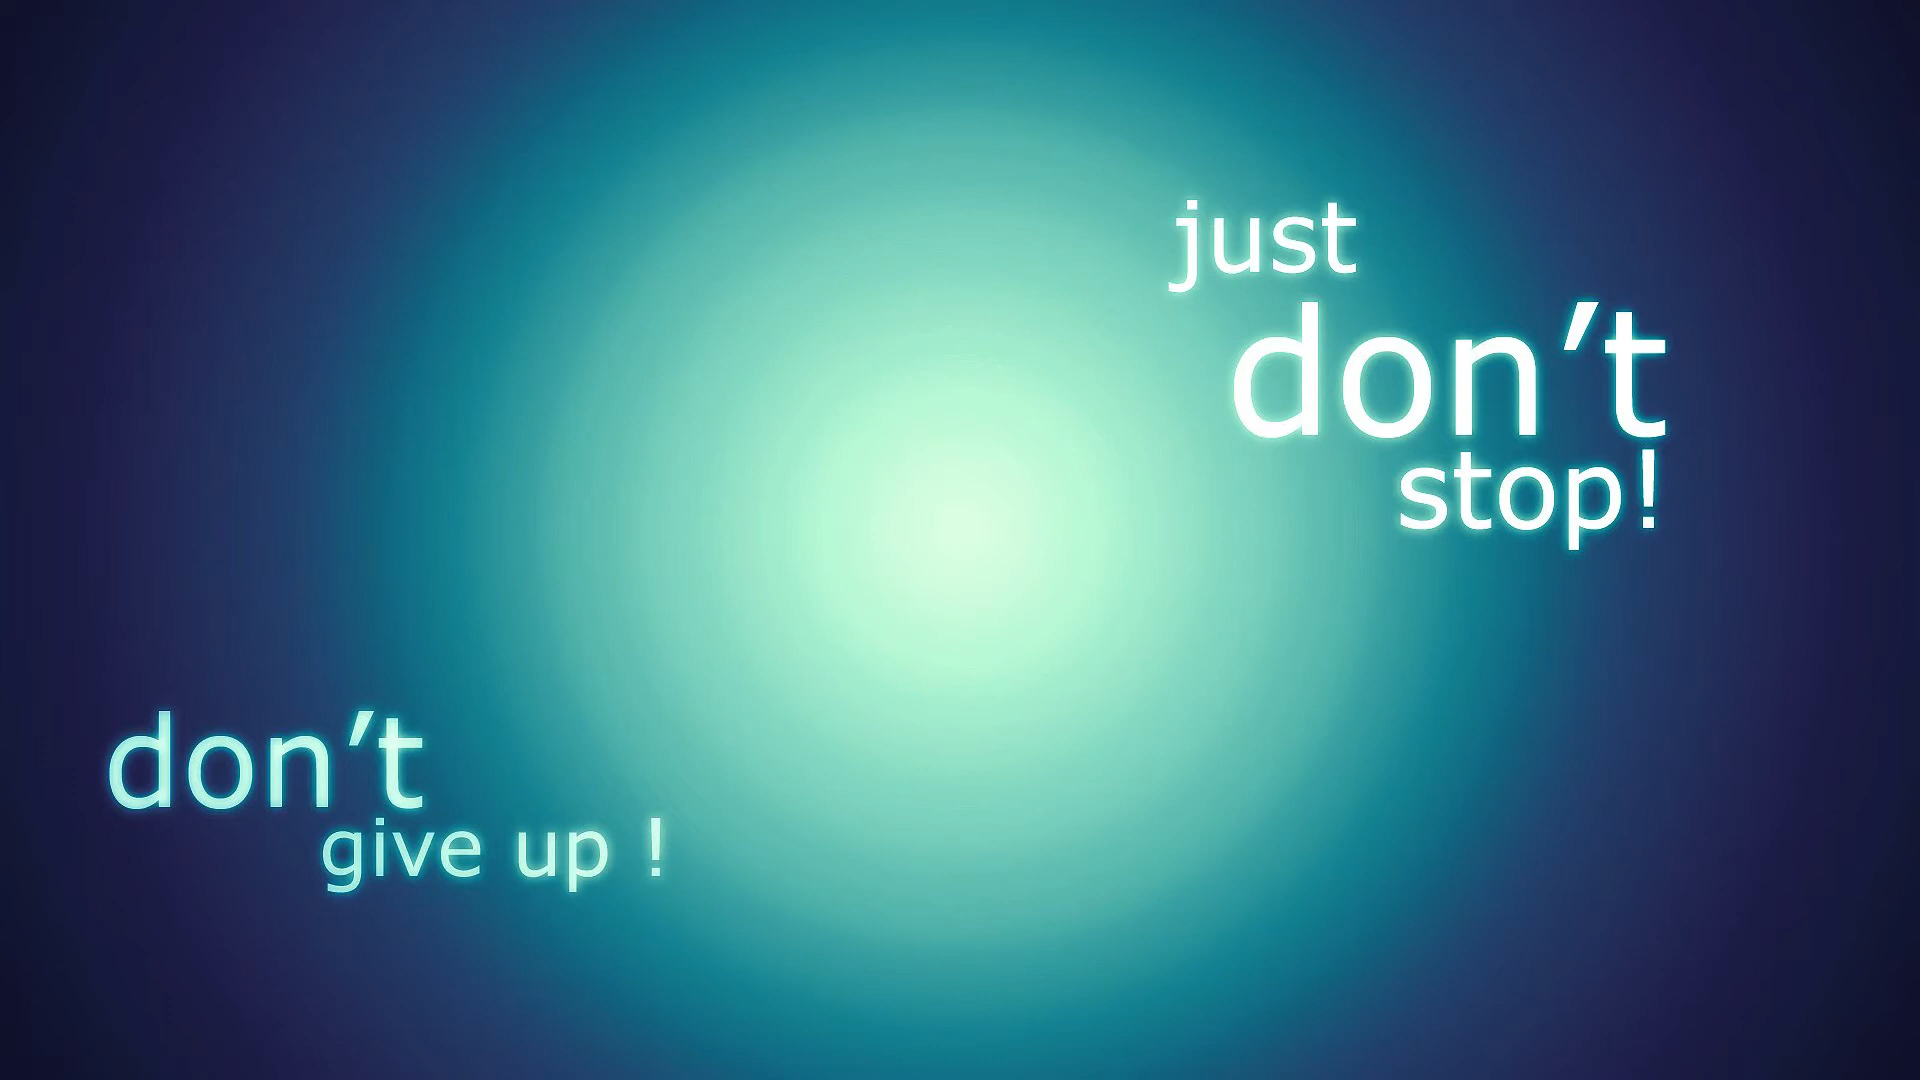 just
don’t
stop!
don’t
give up !